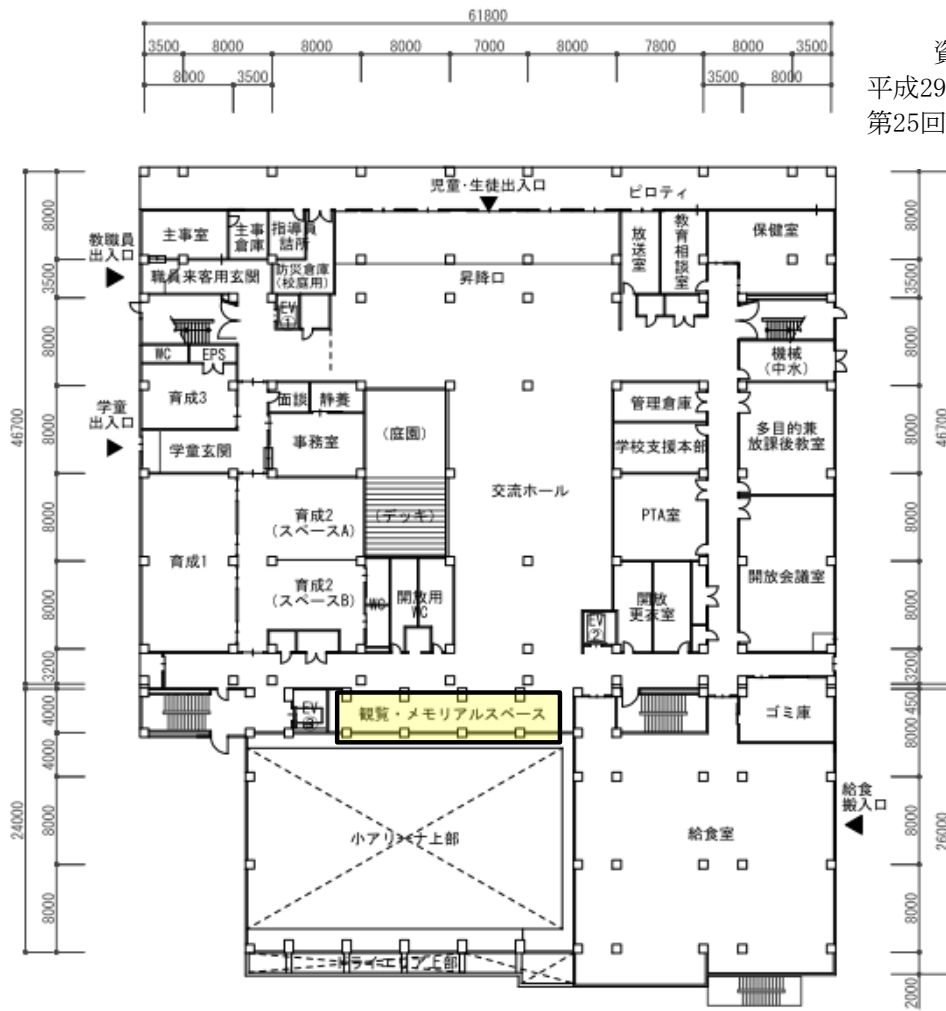 61800
3500 8000 8000 8000 7000 8000 7800 8000 3500
8000 3500 3500 8000
資
平成29
第25回
児童・生徒出入口
ピロティ
教職員
出入口
主事室
主事
倉庫
指導員
詰所
防災倉庫
(校庭用)
職員来客用玄関
昇降口
放送室
教育相談室
保健室
EV
①
WC
EPS
機械
(中水)
育成3
面談
静養
(庭園)
管理倉庫
多目的兼
放課後教室
学童
出入口
学童玄関
事務室
学校支援本部
交流ホール
育成2
(スペースA)
(デッキ)
PTA室
育成1
育成2
(スペースB)
WC
開放用
WC
EV
②
開放
更衣室
開放会議室
EV
③
観覧・メモリアルスペース
ゴミ庫
小アリーナ上部
給食室
給食
搬入口
ドライエリア上部
46700
8000
3500
8000
8000
8000
8000
3200
24000
4000
4000
8000
8000
8000
3500
8000
8000
8000
8000
3200
46700
4500
8000
8000
8000
2000
26000